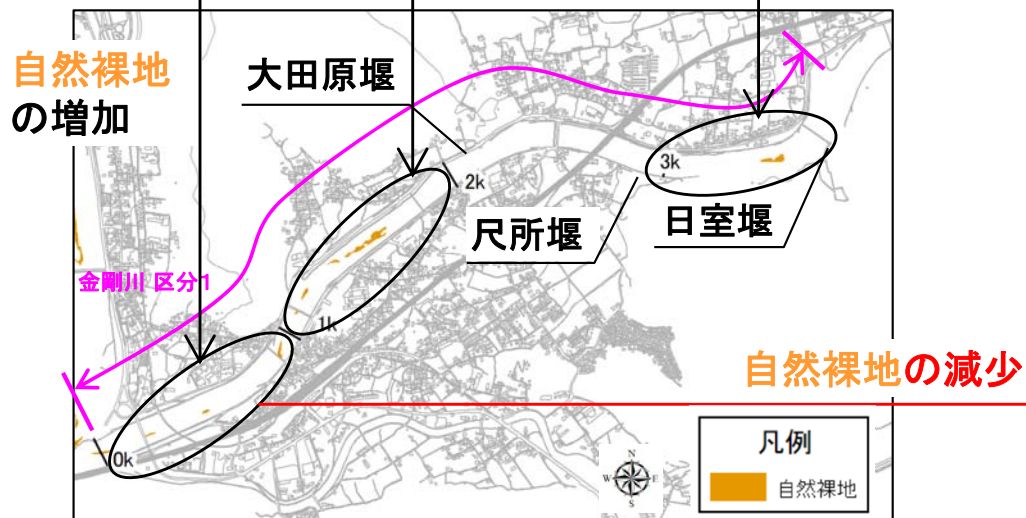 自然裸地
の増加
大田原堰
3k
2k
尺所堰
日室堰
金剛川 区分1
1k
自然裸地の減少
0k
凡例
自然裸地
N
W
E
S